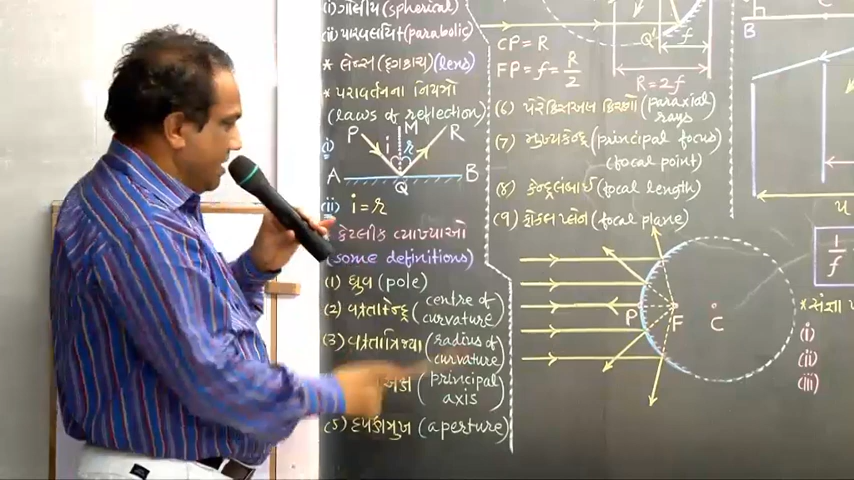 (i) ગોલીય (spherical)
(ii) પરવલયિત (parabolic)
* લેન્સ (દૃગકાચ) (lens)
* પરાવર્તનના નિયમો
(laws of reflection)
(i)
P M R
i r
A Q B
(ii) i = r
* કેટલીક વ્યાખ્યાઓ
(some definitions)
(1) ધ્રુવ (pole)
(2) વક્રતાકેન્દ્ર (centre of
curvature)
(3) વક્રતાત્રિજ્યા (radius of
curvature)
(principal
axis)
(5) દર્પણમુખ (aperture)
Q' f
CP = R
FP = f = R
2
R = 2f
(6) પેરેક્સિઅલ કિરણો (paraxial
rays)
(7) મુખ્યકેન્દ્ર (principal focus)
(focal point)
(8) કેન્દ્રલંબાઈ (focal length)
(9) ફોકલ પ્લેન (focal plane)
P F C
h C
B
1
f
(i)
(ii)
(iii)